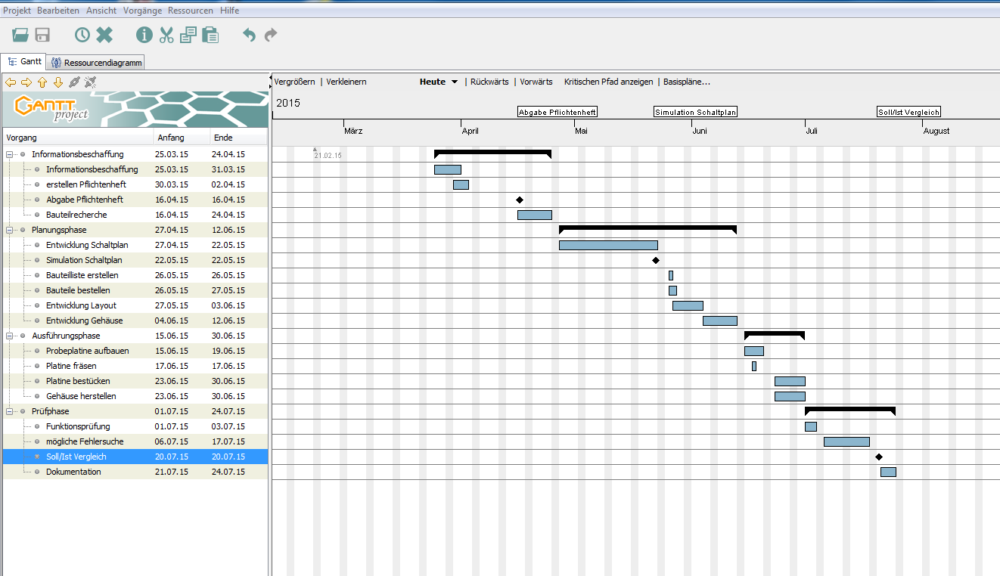 Projekt Bearbeiten Ansicht Vorgänge Ressourcen Hilfe
Gantt Ressourcendiagramm
Vergrößern | Verkleinern Heute | Rückwärts | Vorwärts Kritischen Pfad anzeigen | Basispläne...
GANTT project
2015
Abgabe Pflichtenheft Simulation Schaltplan Soll/Ist Vergleich
März April Mai Juni Juli August
Vorgang Anfang Ende
21.02.15
Informationsbeschaffung 25.03.15 24.04.15
Informationsbeschaffung 25.03.15 31.03.15
erstellen Pflichtenheft 30.03.15 02.04.15
Abgabe Pflichtenheft 16.04.15 16.04.15
Bauteilrecherche 16.04.15 24.04.15
Planungsphase 27.04.15 12.06.15
Entwicklung Schaltplan 27.04.15 22.05.15
Simulation Schaltplan 22.05.15 22.05.15
Bauteilliste erstellen 26.05.15 26.05.15
Bauteile bestellen 26.05.15 27.05.15
Entwicklung Layout 27.05.15 03.06.15
Entwicklung Gehäuse 04.06.15 12.06.15
Ausführungsphase 15.06.15 30.06.15
Probeplatine aufbauen 15.06.15 19.06.15
Platine fräsen 17.06.15 17.06.15
Platine bestücken 23.06.15 30.06.15
Gehäuse herstellen 23.06.15 30.06.15
Prüfphase 01.07.15 24.07.15
Funktionsprüfung 01.07.15 03.07.15
mögliche Fehlersuche 06.07.15 17.07.15
Soll/Ist Vergleich 20.07.15 20.07.15
Dokumentation 21.07.15 24.07.15